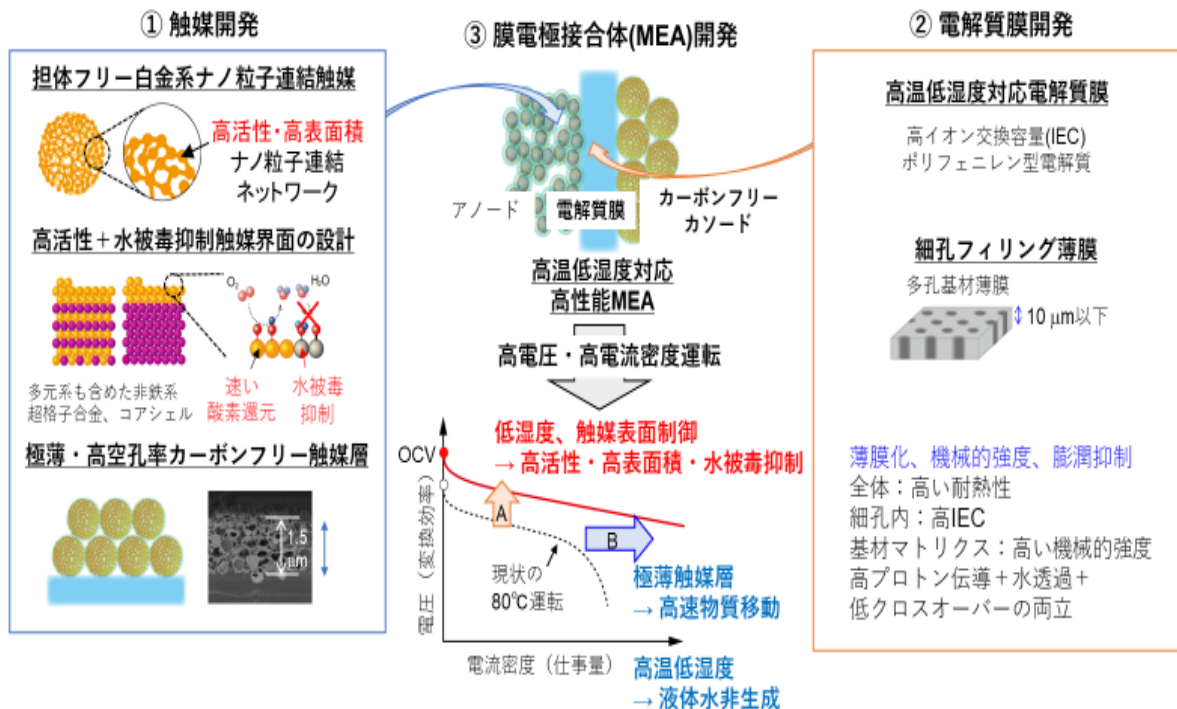 ① 触媒開発
担体フリー白金系ナノ粒子連結触媒
高活性・高表面積
ナノ粒子連結
ネットワーク
高活性＋水被毒抑制触媒界面の設計
O₂
H₂O
多元系も含めた非鉄系
超格子合金、コアシェル
速い
酸素還元
水被毒
抑制
極薄・高空孔率カーボンフリー触媒層
1.5
μm
③ 膜電極接合体(MEA)開発
アノード
電解質膜
カーボンフリー
カソード
高温低湿度対応
高性能MEA
高電圧・高電流密度運転
低湿度、触媒表面制御
→ 高活性・高表面積・水被毒抑制
OCV
電圧（変換効率）
A
B
現状の
80℃運転
極薄触媒層
→ 高速物質移動
電流密度（仕事量）
高温低湿度
→ 液体水非生成
② 電解質膜開発
高温低湿度対応電解質膜
高イオン交換容量(IEC)
ポリフェニレン型電解質
細孔フィリング薄膜
多孔基材薄膜
10 μm以下
薄膜化、機械的強度、膨潤抑制
全体：高い耐熱性
細孔内：高IEC
基材マトリクス：高い機械的強度
高プロトン伝導＋水透過＋
低クロスオーバーの両立